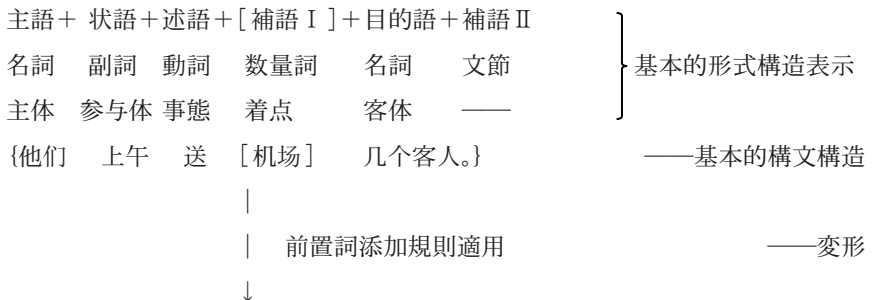 主語＋ 状語＋述語＋［補語Ⅰ］＋目的語＋補語Ⅱ
名詞 副詞 動詞 数量詞 名詞 文節 基本的形式構造表示
主体 参与体 事態 着点 客体 ——
{他们 上午 送 ［机场］ 几个客人。} ——基本的構文構造
｜
｜ 前置詞添加規則適用 ——変形
↓